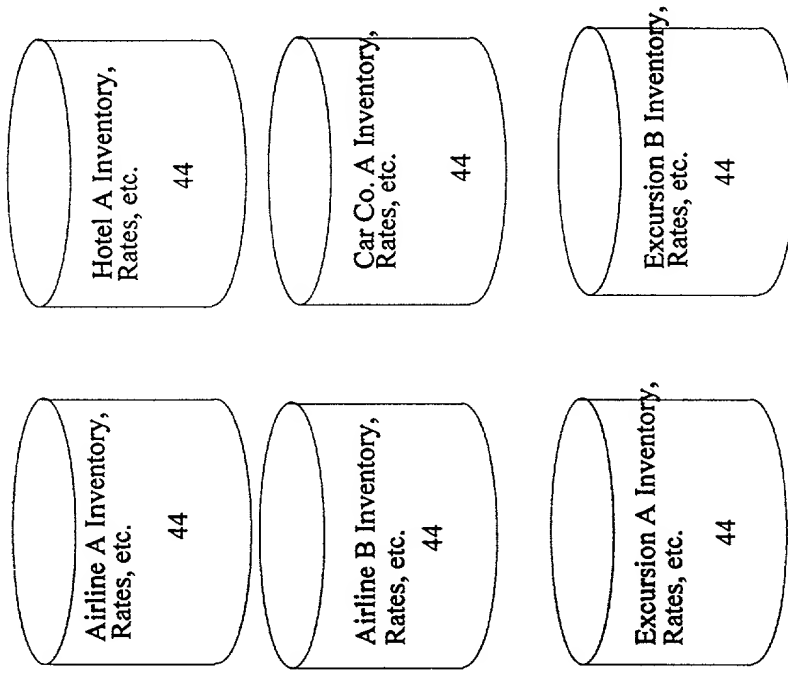 Hotel A Inventory,
Rates, etc.
44
Car Co. A Inventory,
Rates, etc.
44
Excursion B Inventory,
Rates, etc.
44
Airline A Inventory,
Rates, etc.
44
Airline B Inventory,
Rates, etc.
44
Excursion A Inventory,
Rates, etc.
44